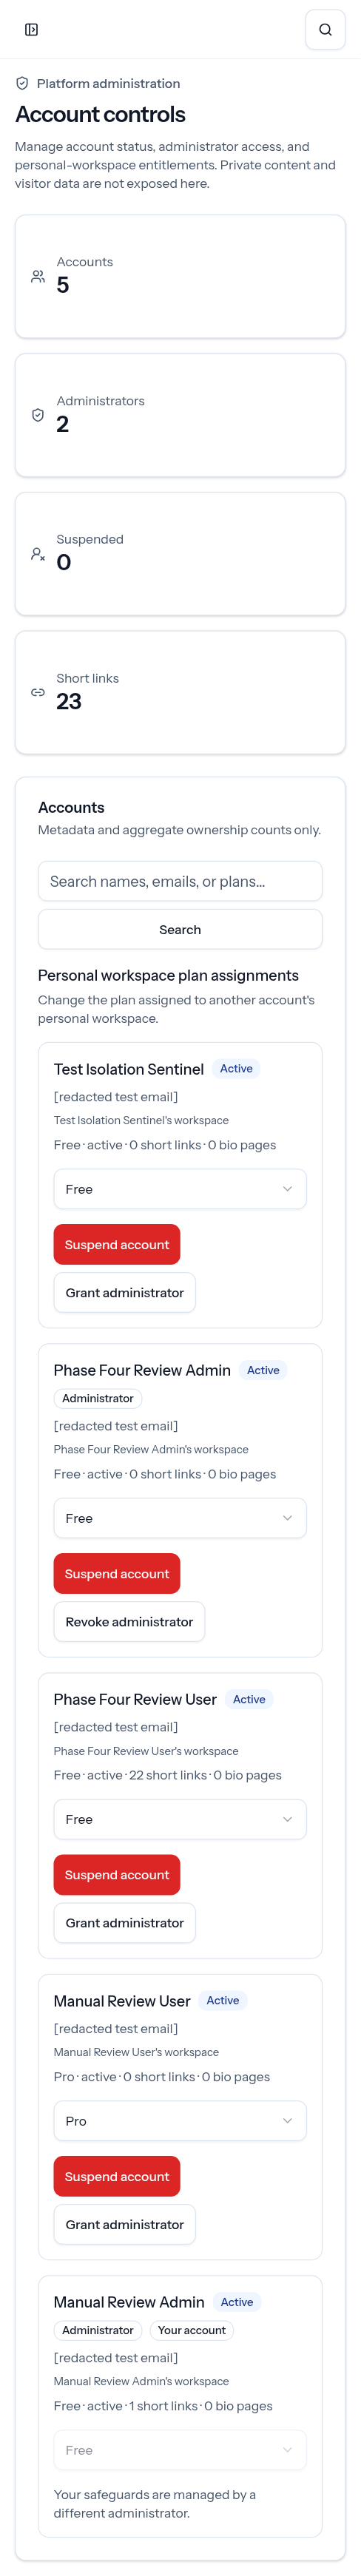 Platform administration
Account controls
Manage account status, administrator access, and
personal-workspace entitlements. Private content and
visitor data are not exposed here.
Accounts
5
Administrators
2
Suspended
0
Short links
23
Accounts
Metadata and aggregate ownership counts only.
Search names, emails, or plans...
Search
Personal workspace plan assignments
Change the plan assigned to another account's
personal workspace.
Test Isolation Sentinel Active
[redacted test email]
Test Isolation Sentinel's workspace
Free · active · 0 short links · 0 bio pages
Free
Suspend account
Grant administrator
Phase Four Review Admin Active
Administrator
[redacted test email]
Phase Four Review Admin's workspace
Free · active · 0 short links · 0 bio pages
Free
Suspend account
Revoke administrator
Phase Four Review User Active
[redacted test email]
Phase Four Review User's workspace
Free · active · 22 short links · 0 bio pages
Free
Suspend account
Grant administrator
Manual Review User Active
[redacted test email]
Manual Review User's workspace
Pro · active · 0 short links · 0 bio pages
Pro
Suspend account
Grant administrator
Manual Review Admin Active
Administrator Your account
[redacted test email]
Manual Review Admin's workspace
Free · active · 1 short links · 0 bio pages
Free
Your safeguards are managed by a
different administrator.